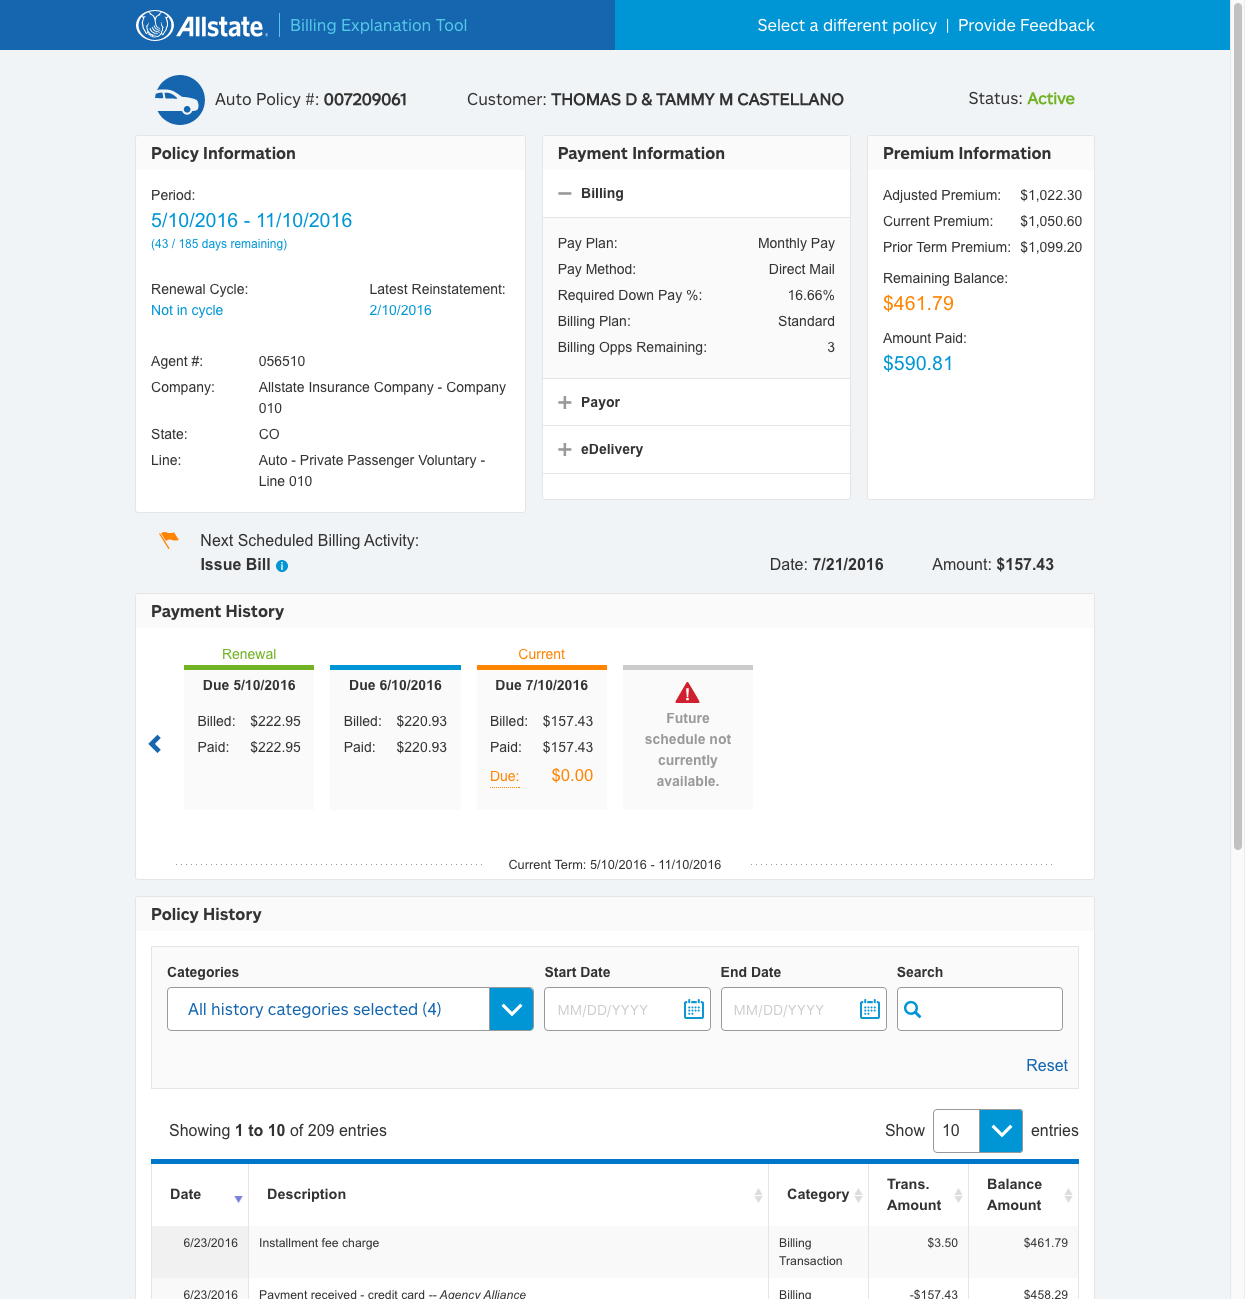 Allstate. Billing Explanation Tool
Select a different policy | Provide Feedback
Auto Policy #: 007209061
Customer: THOMAS D & TAMMY M CASTELLANO
Status: Active
Policy Information
Period:
5/10/2016 - 11/10/2016
(43 / 185 days remaining)
Renewal Cycle:
Not in cycle
Latest Reinstatement:
2/10/2016
Agent #: 056510
Company: Allstate Insurance Company - Company
010
State: CO
Line: Auto - Private Passenger Voluntary -
Line 010
Payment Information
Billing
Pay Plan: Monthly Pay
Pay Method: Direct Mail
Required Down Pay %: 16.66%
Billing Plan: Standard
Billing Opps Remaining: 3
Payor
eDelivery
Premium Information
Adjusted Premium: $1,022.30
Current Premium: $1,050.60
Prior Term Premium: $1,099.20
Remaining Balance:
$461.79
Amount Paid:
$590.81
Next Scheduled Billing Activity:
Issue Bill
Date: 7/21/2016
Amount: $157.43
Payment History
Renewal
Due 5/10/2016
Billed: $222.95
Paid: $222.95
Due 6/10/2016
Billed: $220.93
Paid: $220.93
Current
Due 7/10/2016
Billed: $157.43
Paid: $157.43
Due: $0.00
Future
schedule not
currently
available.
Current Term: 5/10/2016 - 11/10/2016
Policy History
Categories
All history categories selected (4)
Start Date
MM/DD/YYYY
End Date
MM/DD/YYYY
Search
Reset
Showing 1 to 10 of 209 entries
Show 10 entries
Date
Description
Category
Trans.
Amount
Balance
Amount
6/23/2016 Installment fee charge Billing $3.50 $461.79
Transaction
6/23/2016 Payment received - credit card -- Agency Alliance Billing -$157.43 $458.29